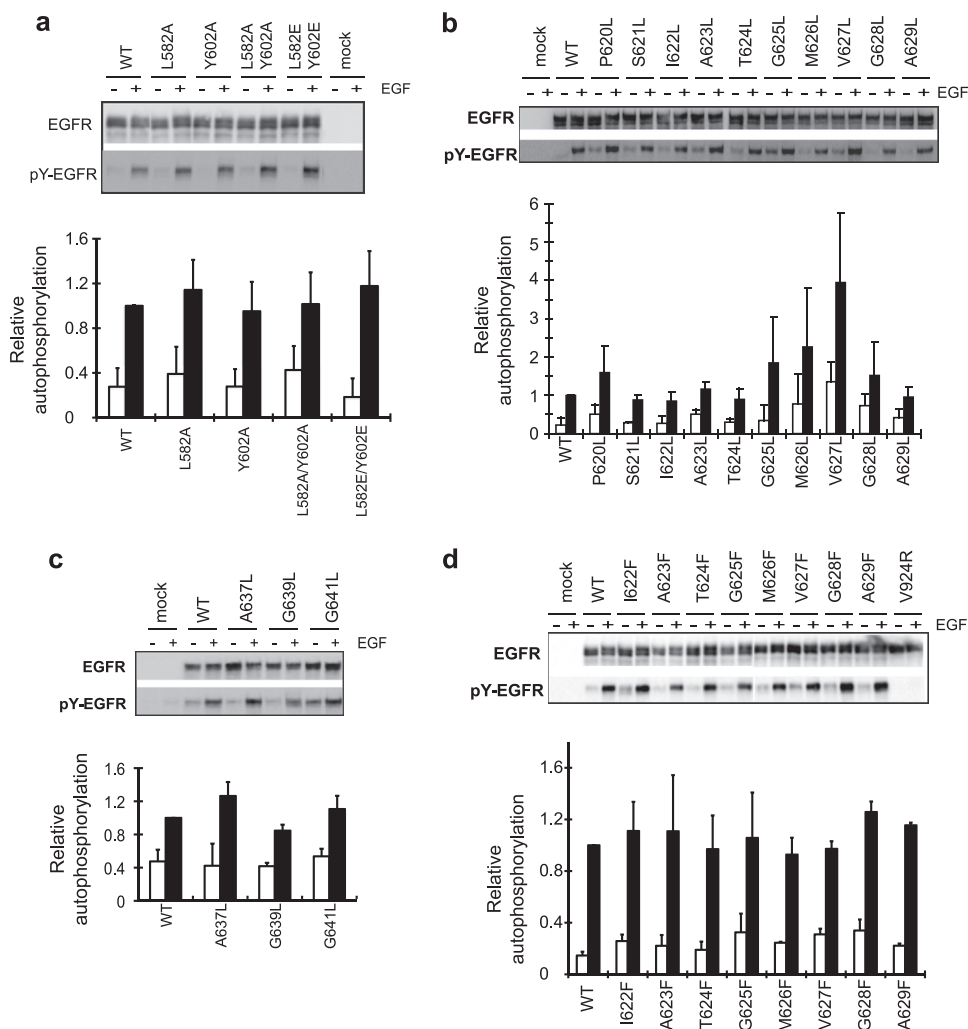 a
WT L582A Y602A L582A Y602A L582E Y602E mock
- + - + - + - + - + - + EGF
EGFR
pY-EGFR
Relative autophosphorylation
1.6
1.2
0.8
0.4
0
WT L582A Y602A L582A/Y602A L582E/Y602E
b
mock WT P620L S621L I622L A623L T624L G625L M626L V627L G628L A629L
- + - + - + - + - + - + - + - + - + - + - + - + EGF
EGFR
pY-EGFR
Relative autophosphorylation
6
5
4
3
2
1
0
WT P620L S621L I622L A623L T624L G625L M626L V627L G628L A629L
c
mock WT A637L G639L G641L
- + - + - + - + - + EGF
EGFR
pY-EGFR
Relative autophosphorylation
1.6
1.2
0.8
0.4
0
WT A637L G639L G641L
d
mock WT I622F A623F T624F G625F M626F V627F G628F A629F V924R
- + - + - + - + - + - + - + - + - + - + - + EGF
EGFR
pY-EGFR
Relative autophosphorylation
1.6
1.2
0.8
0.4
0
WT I622F A623F T624F G625F M626F V627F G628F A629F